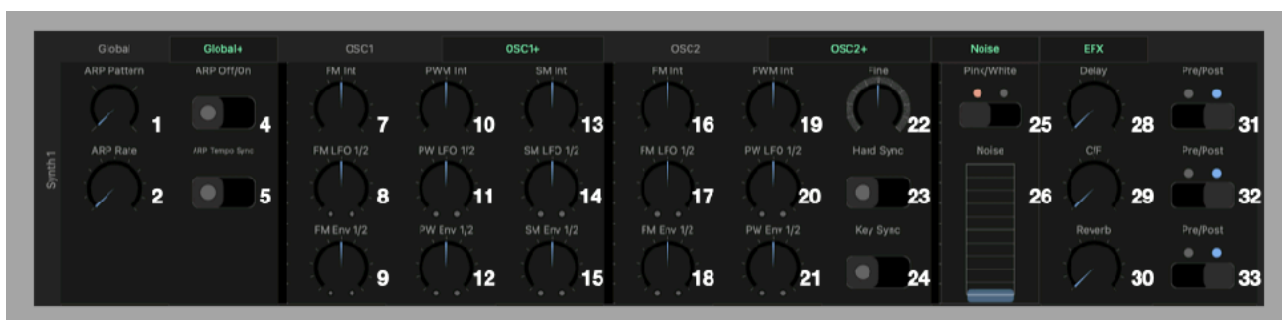 Global Global+ OSC1 OSC1+ OSC2 OSC2+ Noise EFX
ARP Pattern ARP Off/On FM Int PWM Int SM Int FM Int PWM Int Fine Pink/White Delay Pre/Post
1 4 7 10 13 16 19 22 25 28 31
Synth 1
ARP Rate ARP Tempo Sync FM LFO 1/2 PW LFO 1/2 SM LFO 1/2 FM LFO 1/2 PW LFO 1/2 Hard Sync Noise Pre/Post
2 5 8 11 14 17 20 23 26 29 32
FM Env 1/2 PW Env 1/2 SM Env 1/2 FM Env 1/2 PW Env 1/2 Key Sync Reverb Pre/Post
9 12 15 18 21 24 30 33